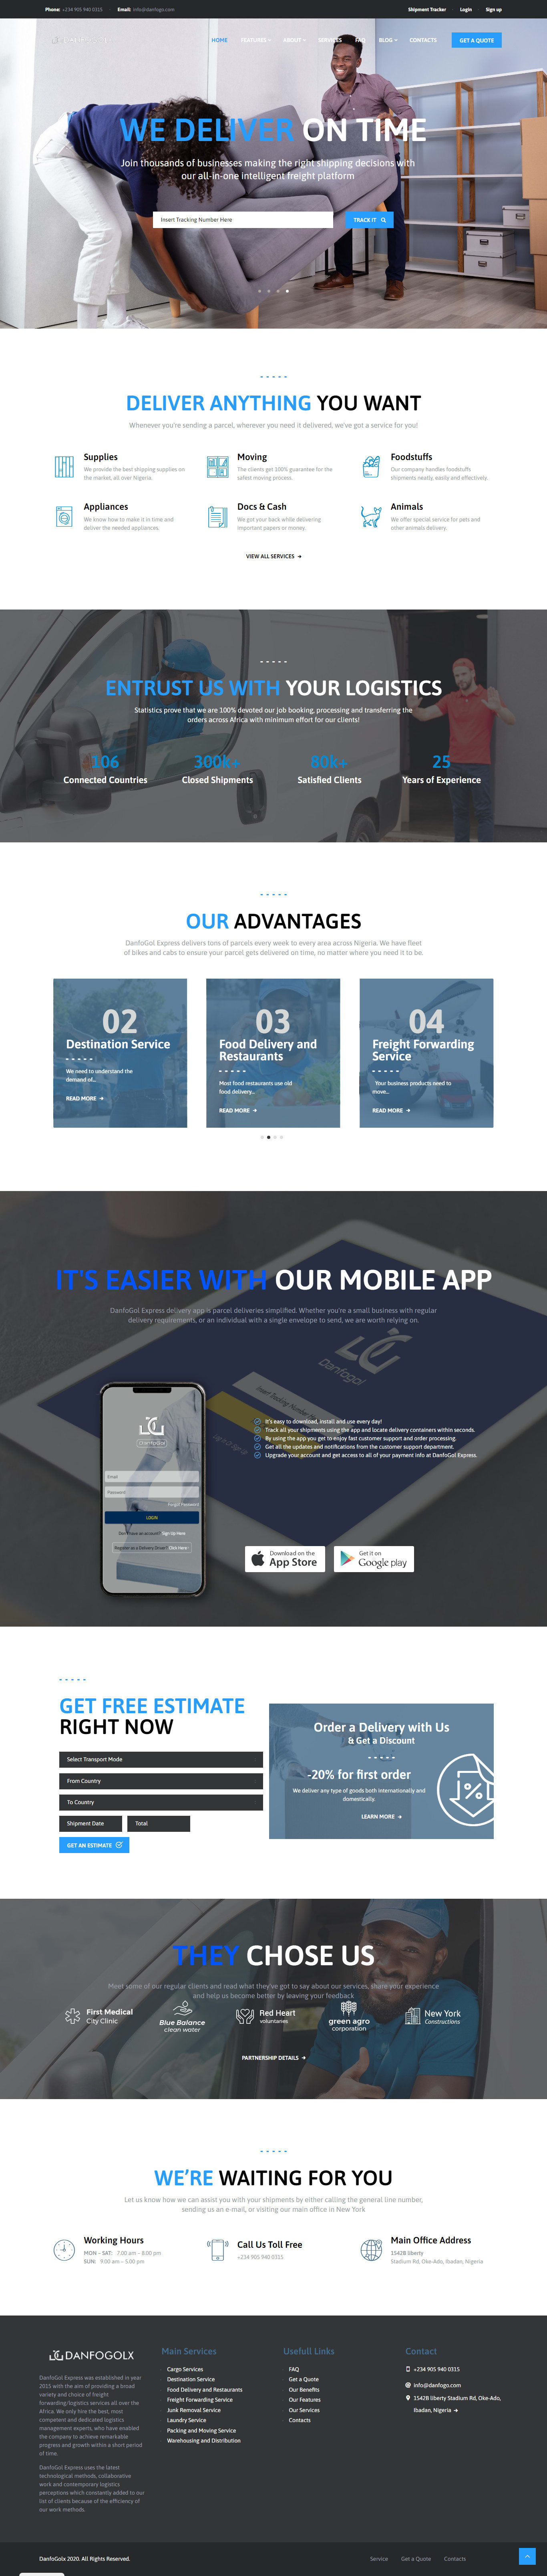 Phone: +234 905 940 0315 Email: info@danfogo.com Shipment Tracker Login Sign up
HOME FEATURES ABOUT SERVICES FAQ BLOG CONTACTS GET A QUOTE
WE DELIVER ON TIME
Join thousands of businesses making the right shipping decisions with
our all-in-one intelligent freight platform
Insert Tracking Number Here TRACK IT
DELIVER ANYTHING YOU WANT
Whenever you're sending a parcel, wherever you need it delivered, we've got a service for you!
Supplies
We provide the best shipping supplies on
the market, all over Nigeria.
Moving
The clients get 100% guarantee for the
safest moving process.
Foodstuffs
Our company handles foodstuffs
shipments neatly, easily and effectively.
Appliances
We know how to make it in time and
deliver the needed appliances.
Docs & Cash
We got your back while delivering
important papers or money.
Animals
We offer special service for pets and
other animals delivery.
VIEW ALL SERVICES
ENTRUST US WITH YOUR LOGISTICS
Statistics prove that we are 100% devoted our job booking, processing and transferring the
orders across Africa with minimum effort for our clients!
106
Connected Countries
300k+
Closed Shipments
80k+
Satisfied Clients
25
Years of Experience
OUR ADVANTAGES
DanfoGol Express delivers tons of parcels every week to every area across Nigeria. We have fleet
of bikes and cabs to ensure your parcel gets delivered on time, no matter where you need it to be.
02
Destination Service
We need to understand the
demand of...
READ MORE
03
Food Delivery and
Restaurants
Most food restaurants use old
food delivery...
READ MORE
04
Freight Forwarding
Service
Your business products need to
move...
READ MORE
IT'S EASIER WITH OUR MOBILE APP
DanfoGol Express delivery app is parcel deliveries simplified. Whether you're a small business with regular
delivery requirements, or an individual with a single envelope to send, we are worth relying on.
Danfogol
Insert Tracking Number
Danfogol
Email
Password
Forgot Password
LOGIN
Don't have an account? Sign Up Here
Register as a Delivery Driver? Click Here
It's easy to download, install and use every day!
Track all your shipments using the app and locate delivery containers within seconds.
By using the app you get to enjoy fast customer support and order processing.
Get all the updates and notifications from the customer support department.
Upgrade your account and get access to all of your payment info at DanfoGol Express.
Download on the
App Store
Get it on
Google play
GET FREE ESTIMATE
RIGHT NOW
Select Transport Mode
From Country
To Country
Shipment Date Total
GET AN ESTIMATE
Order a Delivery with Us
& Get a Discount
-20% for first order
We deliver any type of goods both internationally and
domestically.
LEARN MORE
THEY CHOSE US
Meet some of our regular clients and read what they've got to say about our services, share your experience
and help us become better by leaving your feedback
First Medical
City Clinic
Blue Balance
clean water
Red Heart
voluntaries
green agro
corporation
New York
Constructions
PARTNERSHIP DETAILS
WE'RE WAITING FOR YOU
Let us know how we can assist you with your shipments by either calling the general line number,
sending us an e-mail, or visiting our main office in New York
Working Hours
MON – SAT: 7.00 am – 8:00 pm
SUN: 9.00 am – 5.00 pm
Call Us Toll Free
+234 905 940 0315
Main Office Address
1542B liberty
Stadium Rd, Oke-Ado, Ibadan, Nigeria
DANFOGOLX
DanfoGol Express was established in year
2015 with the aim of providing a broad
variety and choice of freight
forwarding/logistics services all over the
Africa. We only hire the best, most
competent and dedicated logistics
management experts, who have enabled
the company to achieve remarkable
progress and growth within a short period
of time.
DanfoGol Express uses the latest
technological methods, collaborative
work and contemporary logistics
perceptions which constantly added to our
list of clients because of the efficiency of
our work methods.
Main Services
Cargo Services
Destination Service
Food Delivery and Restaurants
Freight Forwarding Service
Junk Removal Service
Laundry Service
Packing and Moving Service
Warehousing and Distribution
Usefull Links
FAQ
Get a Quote
Our Benefits
Our Features
Our Services
Contacts
Contact
+234 905 940 0315
info@danfogo.com
1542B liberty Stadium Rd, Oke-Ado,
Ibadan, Nigeria
DanfoGolx 2020. All Rights Reserved.
Service Get a Quote Contacts